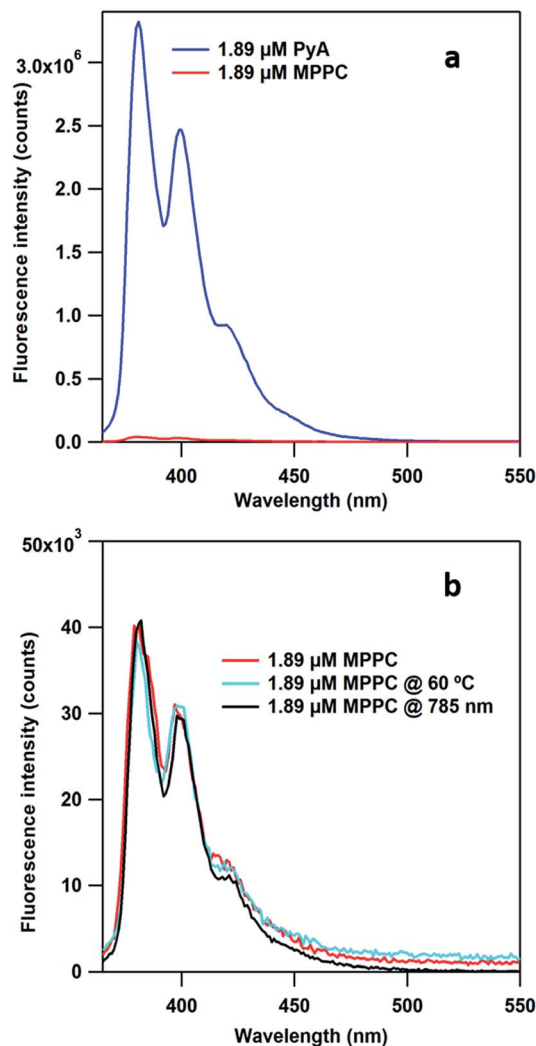 a
1.89 µM PyA
1.89 µM MPPC
3.0x10⁶
2.5
2.0
1.5
1.0
0.5
0.0
Fluorescence intensity (counts)
400
450
500
550
Wavelength (nm)
b
50x10³
40
30
20
10
0
Fluorescence intensity (counts)
1.89 µM MPPC
1.89 µM MPPC @ 60 ºC
1.89 µM MPPC @ 785 nm
400
450
500
550
Wavelength (nm)